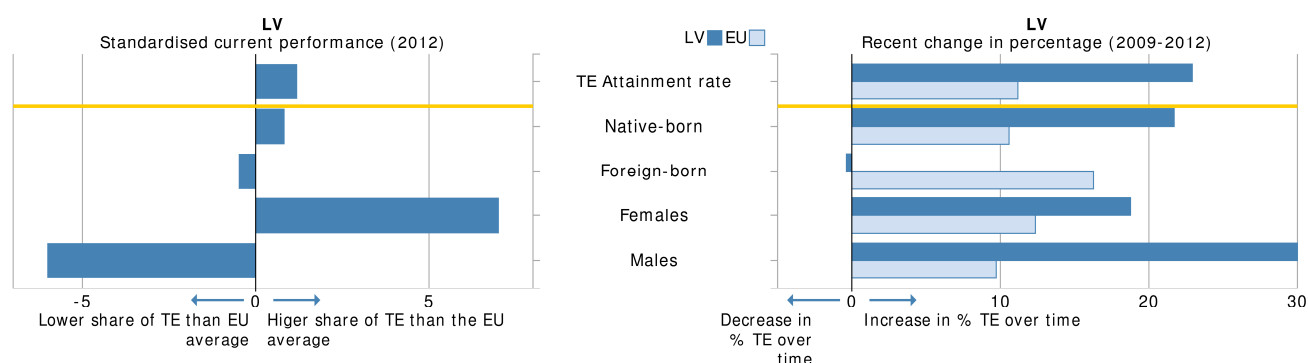 LV
Standardised current performance (2012)
LV EU
LV
Recent change in percentage (2009-2012)
TE Attainment rate
Native-born
Foreign-born
Females
Males
-5 0 5
Lower share of TE than EU
average
Higer share of TE than the EU
average
0 10 20 30
Decrease in
% TE over
time
Increase in % TE over time